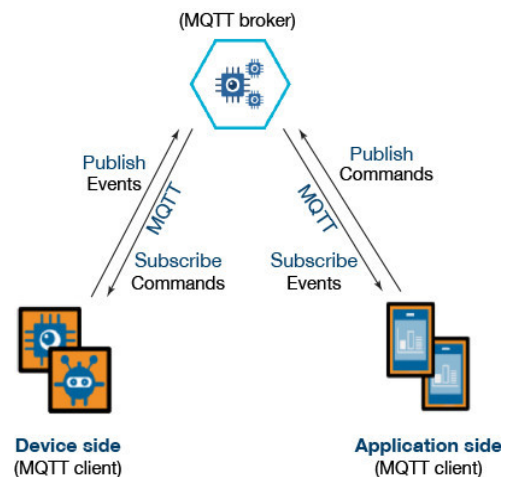 (MQTT broker)
Publish
Events
MQTT
Subscribe
Commands
Publish
Commands
MQTT
Subscribe
Events
Device side
(MQTT client)
Application side
(MQTT client)